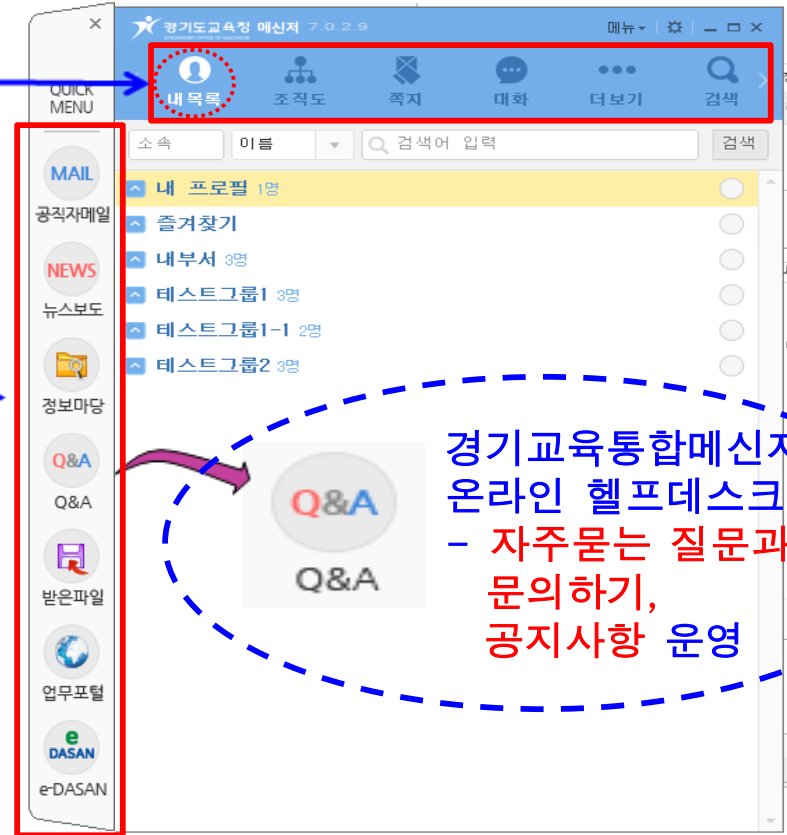 경기도교육청 메신저 7.0.2.9
메뉴
내목록
조직도
쪽지
대화
더보기
검색
소속
이름
검색어 입력
검색
QUICK
MENU
MAIL
공직자메일
NEWS
뉴스보도
정보마당
Q&A
Q&A
받은파일
업무포털
e
DASAN
e-DASAN
내 프로필 1명
즐겨찾기
내부서 3명
테스트그룹1 3명
테스트그룹1-1 2명
테스트그룹2 3명
Q&A
Q&A
경기교육통합메신저
온라인 헬프데스크
- 자주묻는 질문과
문의하기,
공지사항 운영